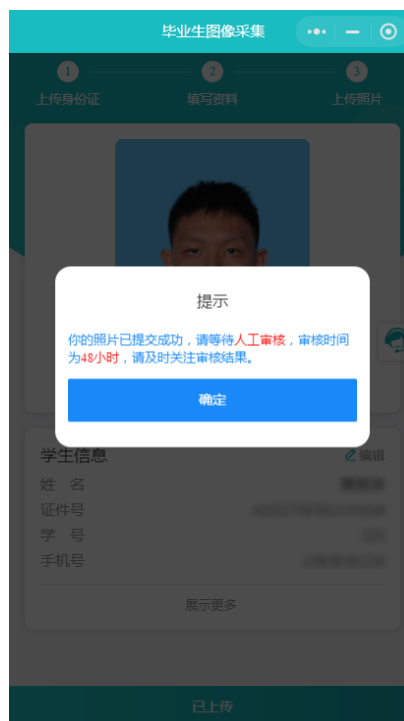 毕业生图像采集
1 2 3
上传身份证 填写资料 上传照片
提示
你的照片已提交成功，请等待人工审核，审核时间
为48小时，请及时关注审核结果。
确定
学生信息 编辑
姓 名
证件号
学 号
手机号
展示更多
已上传